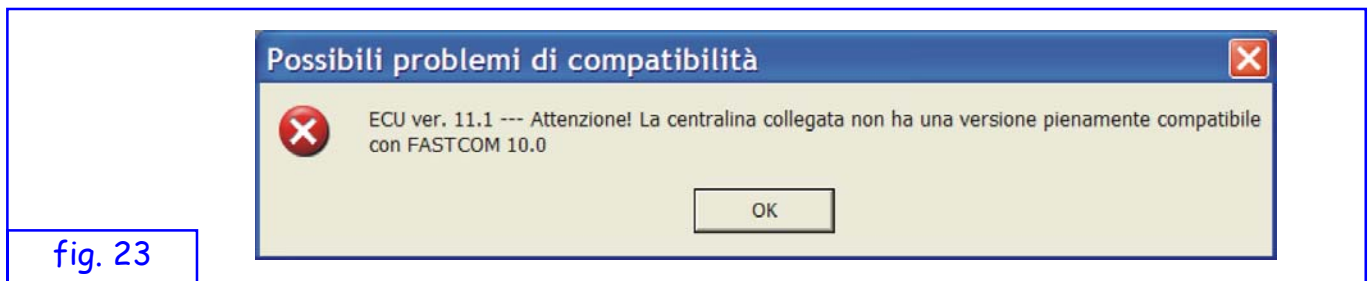 Possibili problemi di compatibilità
ECU ver. 11.1 --- Attenzione! La centralina collegata non ha una versione pienamente compatibile
con FASTCOM 10.0
OK
fig. 23